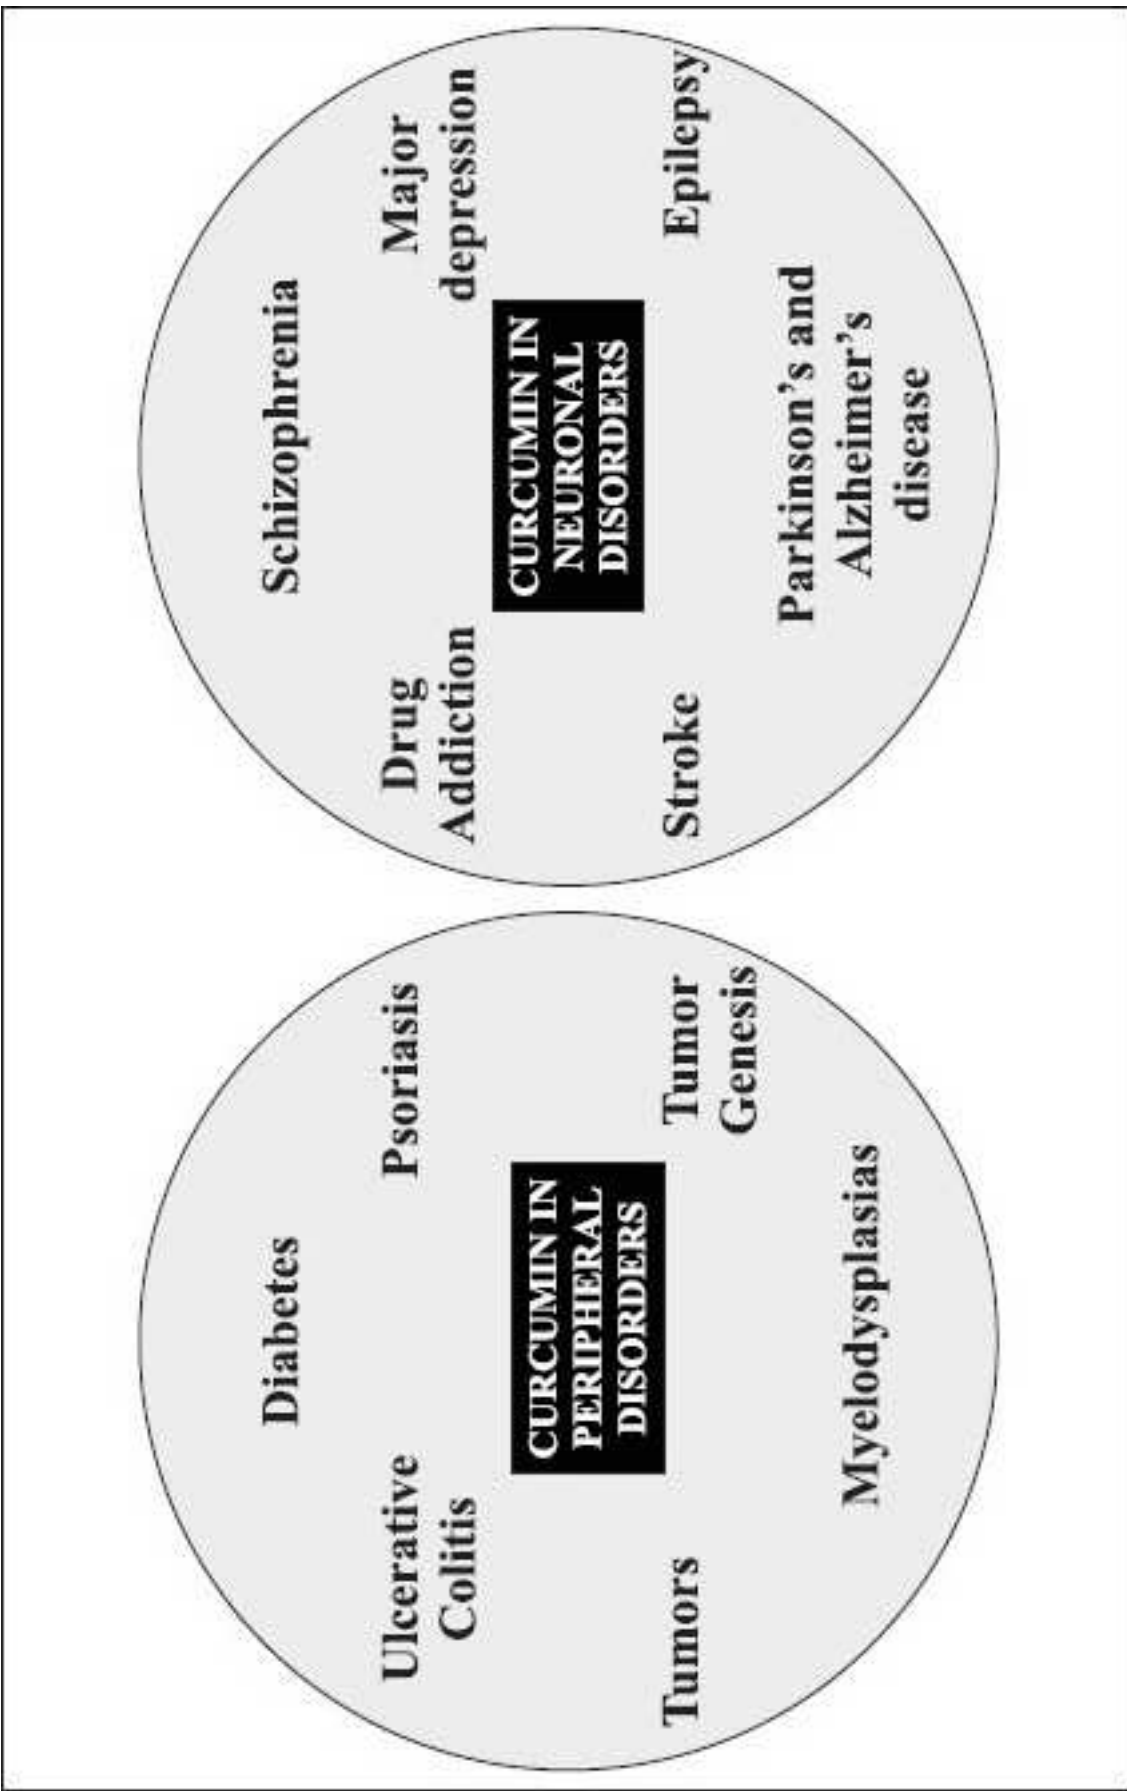 Diabetes
Ulcerative
Colitis
Psoriasis
CURCUMIN IN
PERIPHERAL
DISORDERS
Tumors
Tumor
Genesis
Myelodysplasias
Schizophrenia
Drug
Addiction
Major
depression
CURCUMIN IN
NEURONAL
DISORDERS
Stroke
Epilepsy
Parkinson’s and
Alzheimer’s
disease